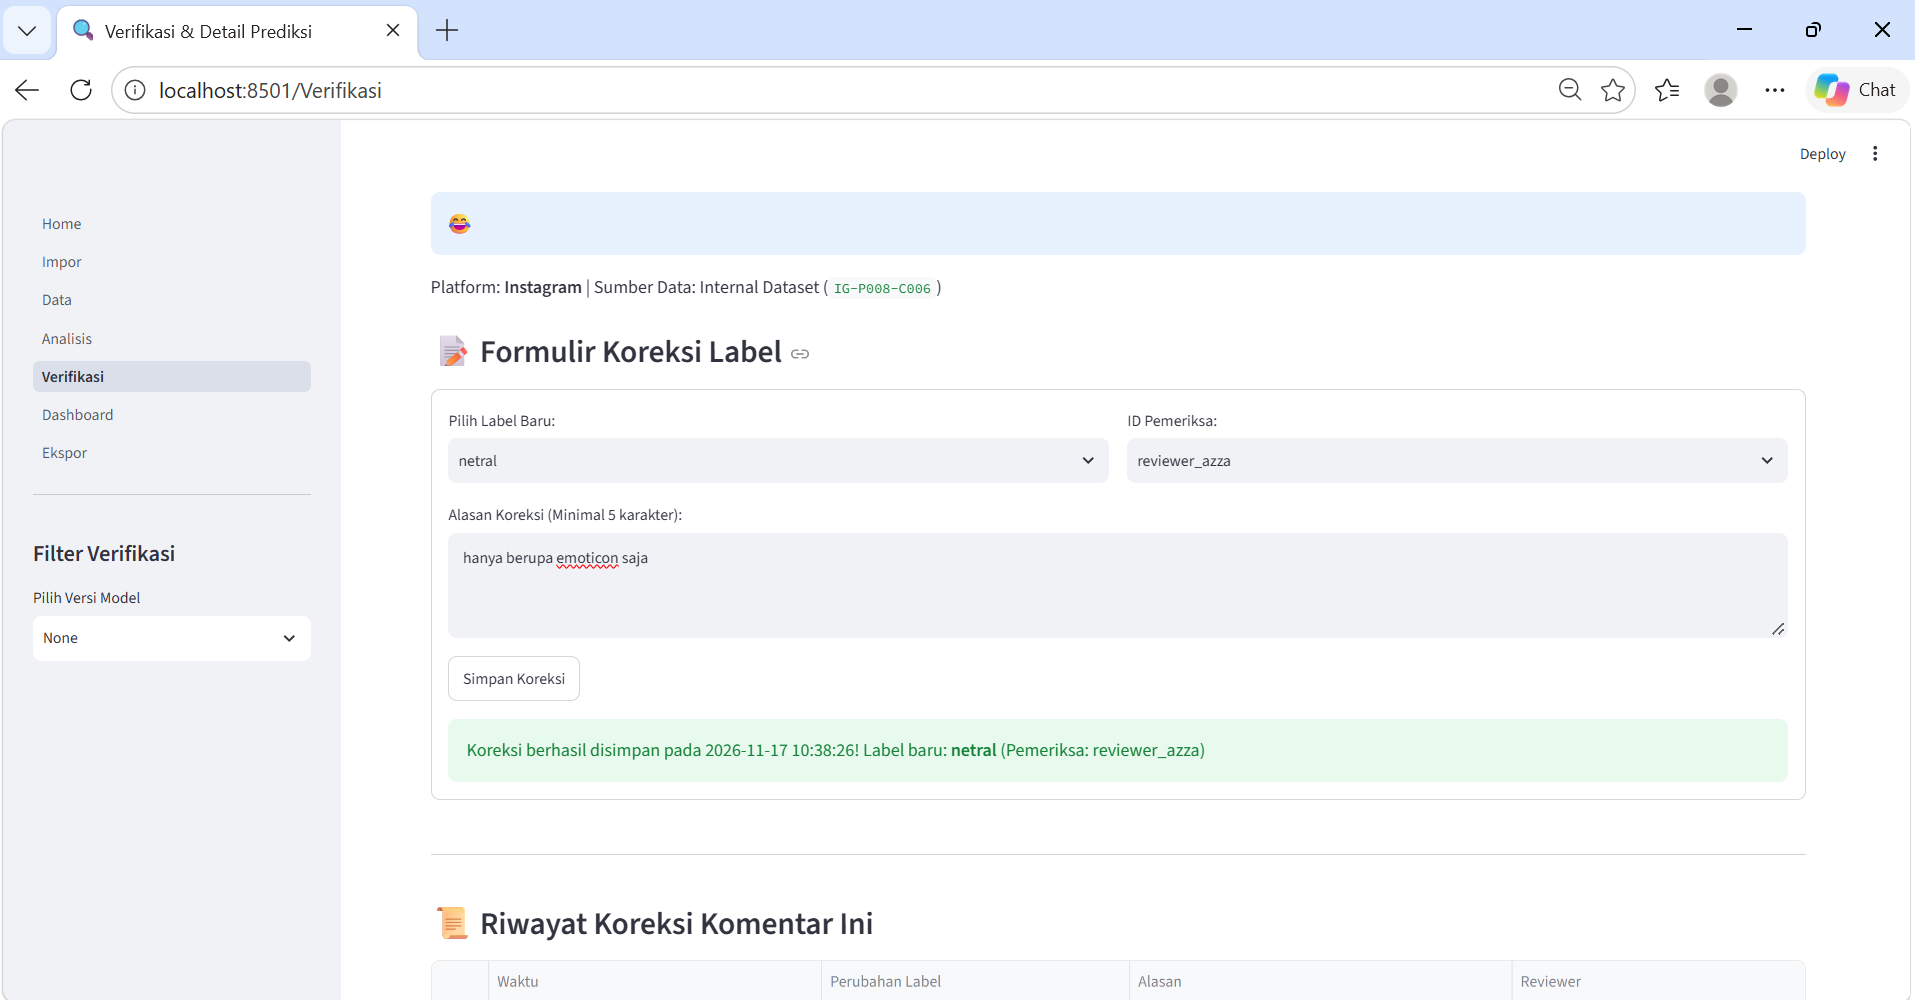 Verifikasi & Detail Prediksi
localhost:8501/Verifikasi
Chat
Deploy
Home
Impor
Data
Analisis
Verifikasi
Dashboard
Ekspor
Filter Verifikasi
Pilih Versi Model
None
😂
Platform: Instagram | Sumber Data: Internal Dataset ( IG-P008-C006 )
📝 Formulir Koreksi Label
Pilih Label Baru:
netral
ID Pemeriksa:
reviewer_azza
Alasan Koreksi (Minimal 5 karakter):
hanya berupa emoticon saja
Simpan Koreksi
Koreksi berhasil disimpan pada 2026-11-17 10:38:26! Label baru: netral (Pemeriksa: reviewer_azza)
📜 Riwayat Koreksi Komentar Ini
Waktu Perubahan Label Alasan Reviewer